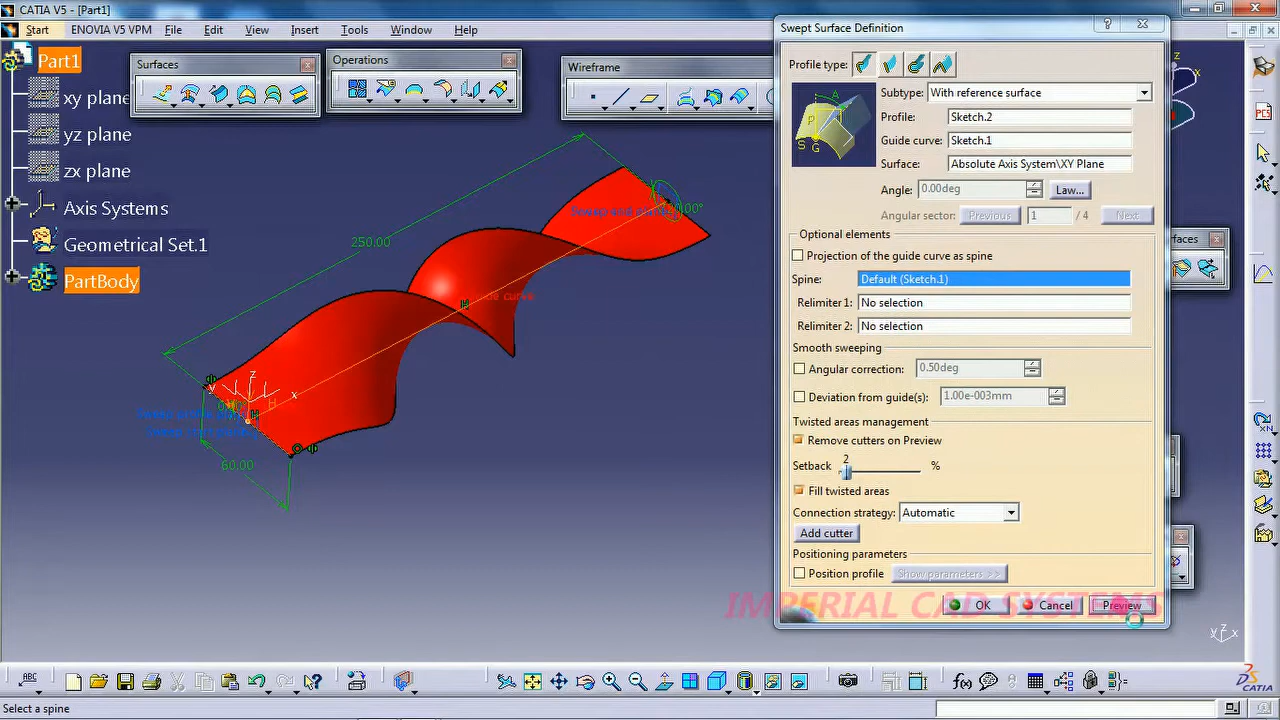 CATIA V5 - [Part1]
Start ENOVIA V5 VPM File Edit View Insert Tools Window Help
Part1
xy plane
yz plane
zx plane
Axis Systems
Geometrical Set.1
PartBody
Surfaces
Operations
Wireframe
250.00
60.00
z
x
y
H
H
Swept Surface Definition
Profile type:
Subtype: With reference surface
Profile: Sketch.2
Guide curve: Sketch.1
Surface: Absolute Axis System\XY Plane
Angle: 0.00deg Law...
Angular sector: Previous 1 / 4 Next
Optional elements
Projection of the guide curve as spine
Spine: Default (Sketch.1)
Relimiter 1: No selection
Relimiter 2: No selection
Smooth sweeping
Angular correction: 0.50deg
Deviation from guide(s): 1.00e-003mm
Twisted areas management
Remove cutters on Preview
2
Setback %
Fill twisted areas
Connection strategy: Automatic
Add cutter
Positioning parameters
Position profile Show parameters >>
OK Cancel Preview
IMPERIAL CAD SYSTEMS
faces
PCS
z
x
ABC
f(x)
CATIA
Select a spine